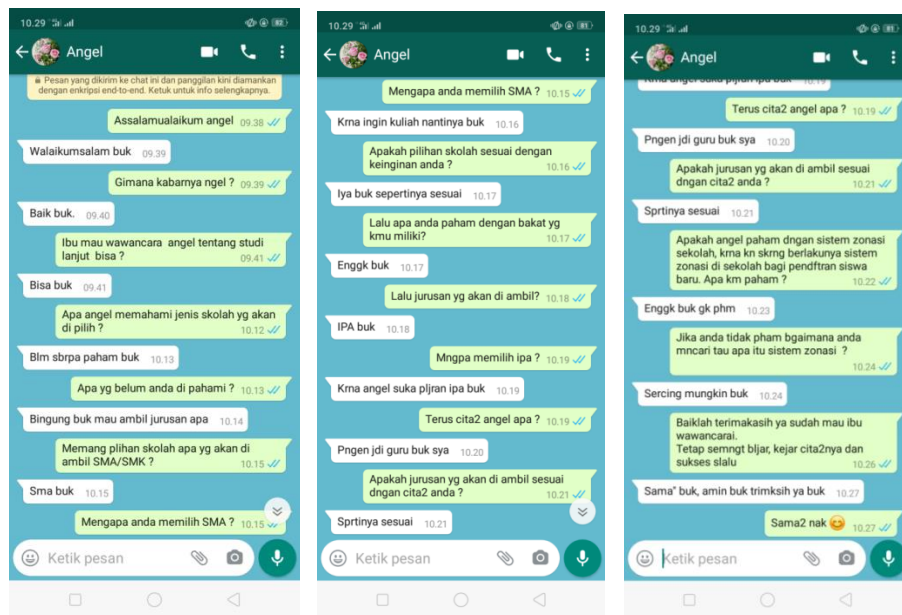 10.29
82
Angel
Pesan yang dikirim ke chat ini dan panggilan kini diamankan
dengan enkripsi end-to-end. Ketuk untuk info selengkapnya.
Assalamualaikum angel 09.38
Walaikumsalam buk 09.39
Gimana kabarnya ngel ? 09.39
Baik buk. 09.40
Ibu mau wawancara angel tentang studi
lanjut bisa ? 09.41
Bisa buk 09.41
Apa angel memahami jenis skolah yg akan
di pilih ? 10.12
Blm sbrpa paham buk 10.13
Apa yg belum anda di pahami ? 10.13
Bingung buk mau ambil jurusan apa 10.14
Memang plihan skolah apa yg akan di
ambil SMA/SMK ? 10.15
Sma buk 10.15
Mengapa anda memilih SMA ? 10.15
Ketik pesan
10.29
Angel
Mengapa anda memilih SMA ? 10.15
Krna ingin kuliah nantinya buk 10.16
Apakah pilihan skolah sesuai dengan
keinginan anda ? 10.16
Iya buk sepertinya sesuai 10.17
Lalu apa anda paham dengan bakat yg
kmu miliki? 10.17
Enggk buk 10.17
Lalu jurusan yg akan di ambil? 10.18
IPA buk 10.18
Mngpa memilih ipa ? 10.19
Krna angel suka pljran ipa buk 10.19
Terus cita2 angel apa ? 10.19
Pngen jdi guru buk sya 10.20
Apakah jurusan yg akan di ambil sesuai
dngan cita2 anda ? 10.21
Sprtinya sesuai 10.21
Ketik pesan
10.29
Angel
Krna angel suka pljran ipa buk 10.19
Terus cita2 angel apa ? 10.19
Pngen jdi guru buk sya 10.20
Apakah jurusan yg akan di ambil sesuai
dngan cita2 anda ? 10.21
Sprtinya sesuai 10.21
Apakah angel paham dngan sistem zonasi
sekolah, krna kn skrng berlakunya sistem
zonasi di sekolah bagi pendftran siswa
baru. Apa km paham ? 10.22
Enggk buk gk phm 10.23
Jika anda tidak pham bgaimana anda
mncari tau apa itu sistem zonasi ? 10.24
Sercing mungkin buk 10.24
Baiklah terimakasih ya sudah mau ibu
wawancarai.
Tetap semngt bljar, kejar cita2nya dan
sukses slalu 10.26
Sama" buk, amin buk trimksih ya buk 10.27
Sama2 nak 10.27
Ketik pesan